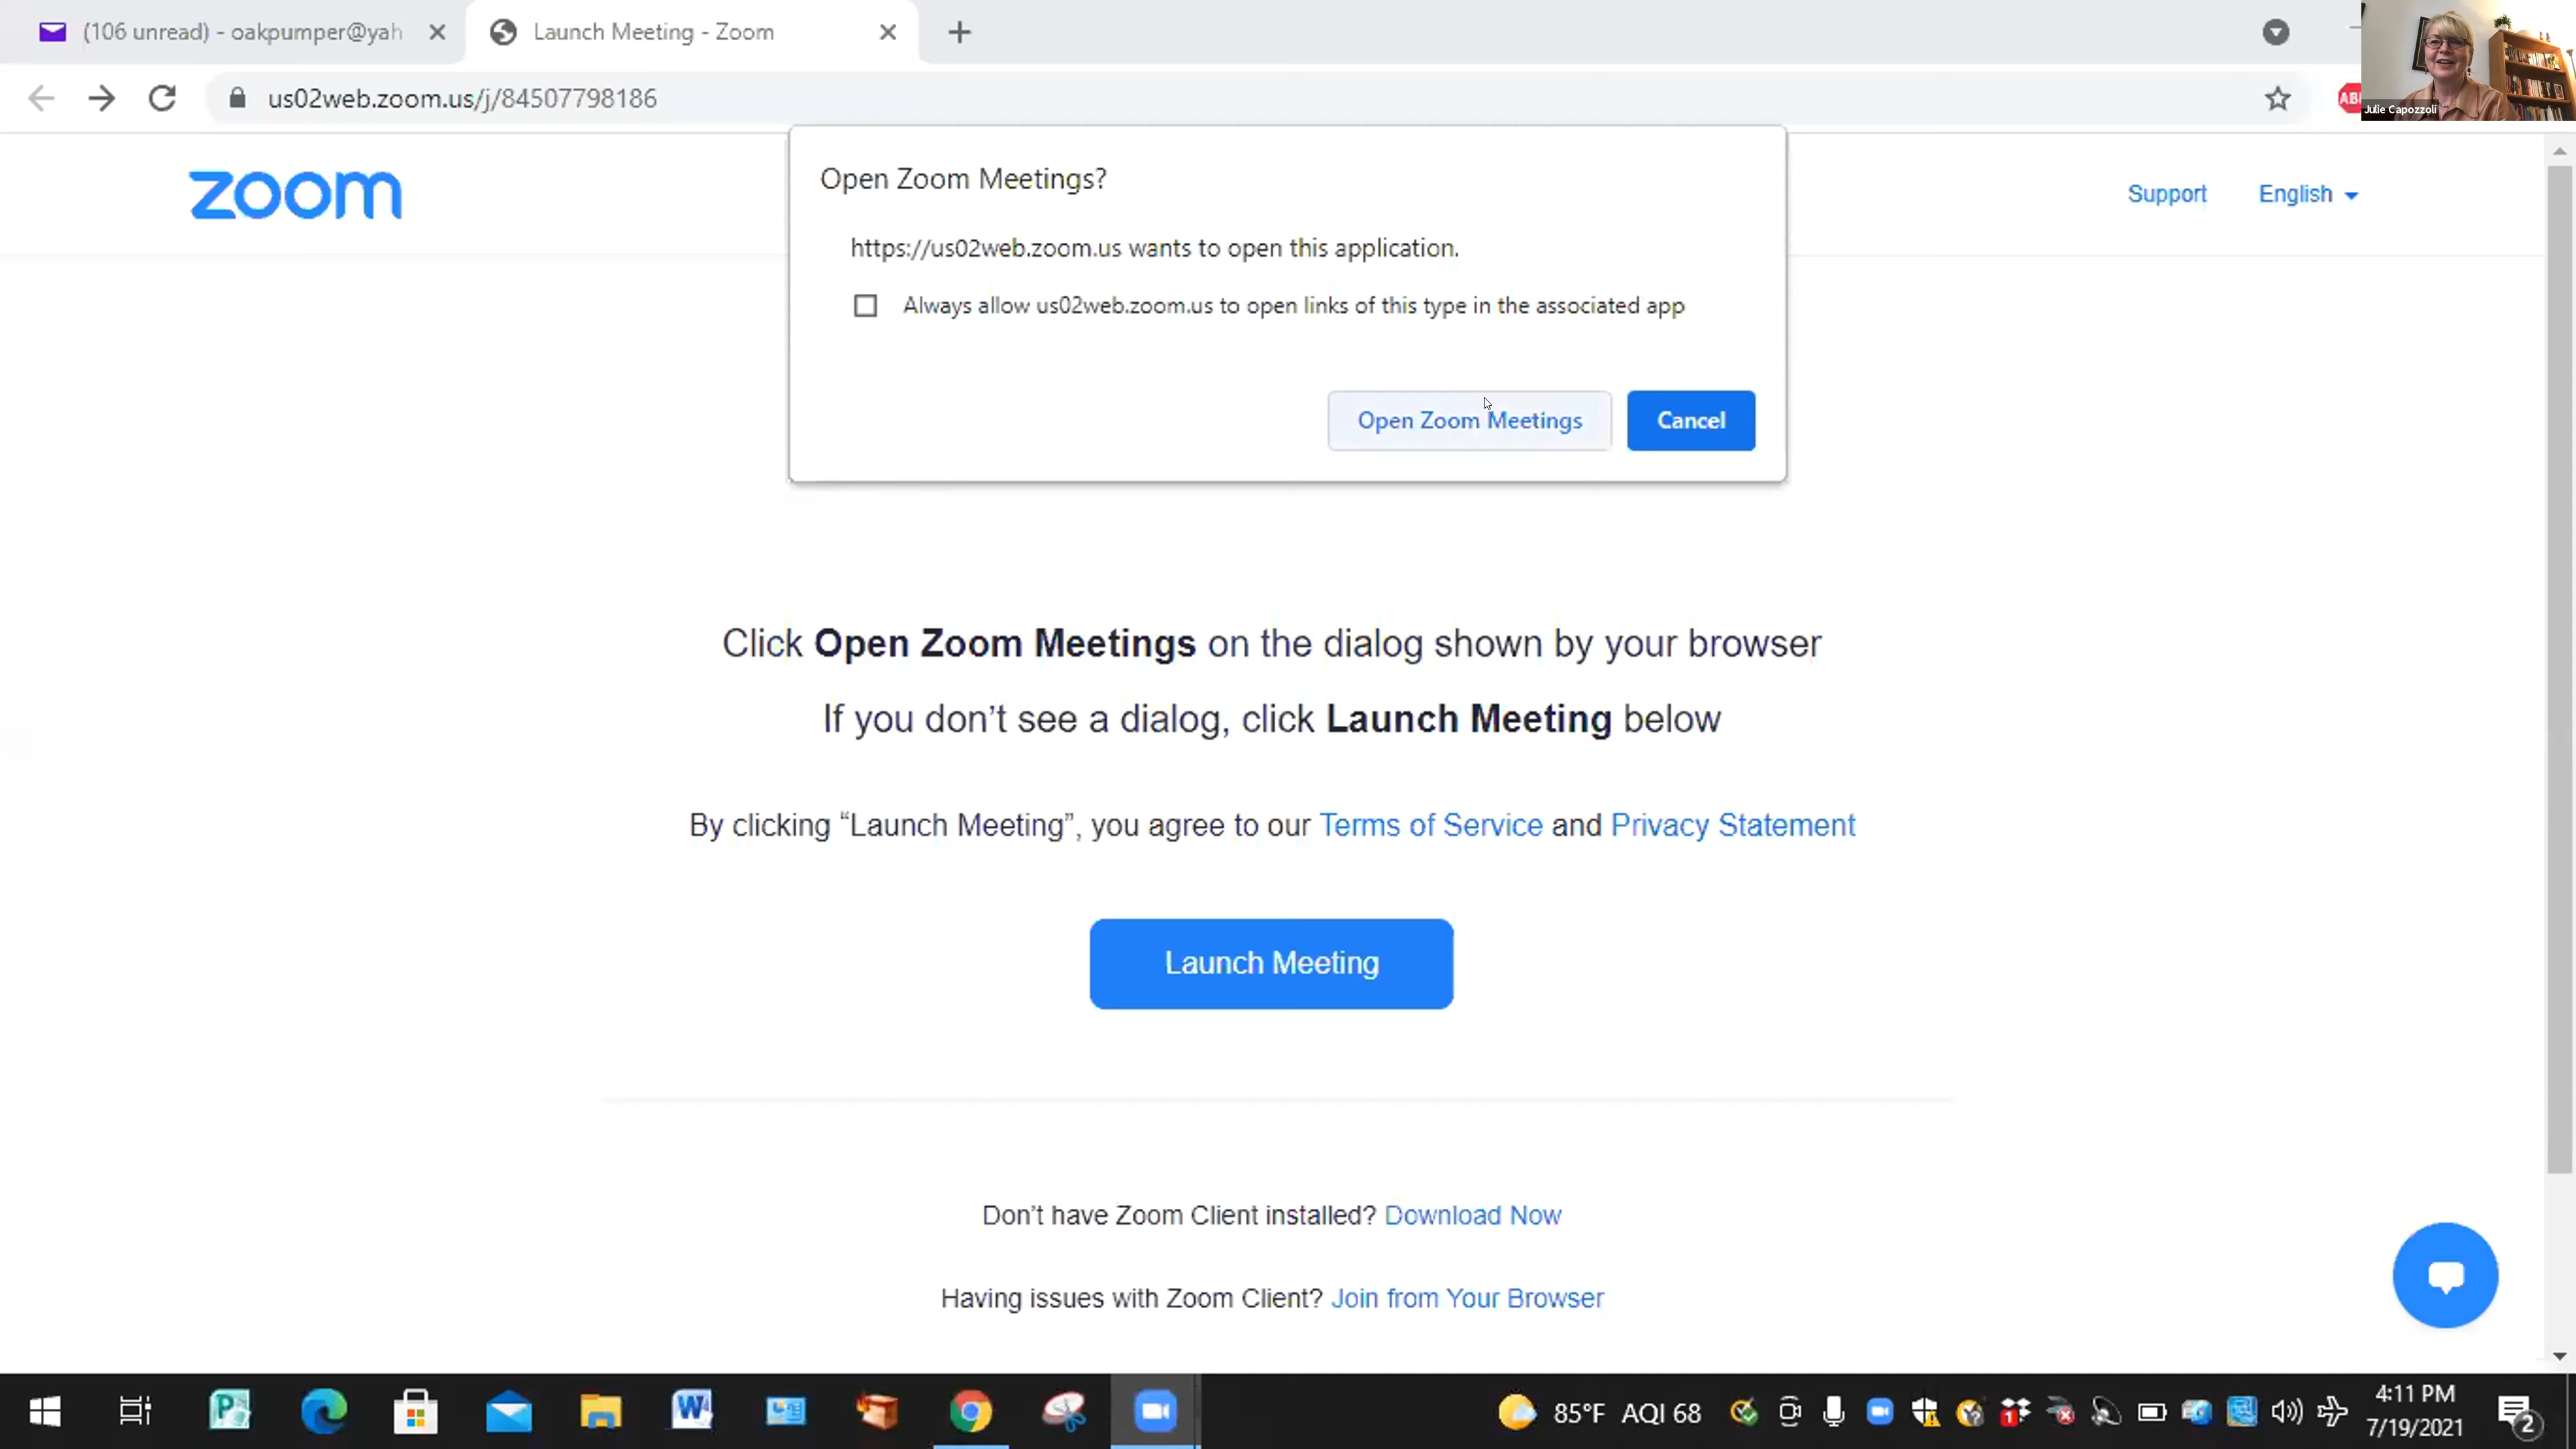 (106 unread) - oakpumper@yah
Launch Meeting - Zoom
us02web.zoom.us/j/84507798186
Julie Capozzoli
zoom
Support
English
Open Zoom Meetings?
https://us02web.zoom.us wants to open this application.
Always allow us02web.zoom.us to open links of this type in the associated app
Open Zoom Meetings
Cancel
Click Open Zoom Meetings on the dialog shown by your browser
If you don’t see a dialog, click Launch Meeting below
By clicking “Launch Meeting”, you agree to our Terms of Service and Privacy Statement
Launch Meeting
Don’t have Zoom Client installed? Download Now
Having issues with Zoom Client? Join from Your Browser
85°F AQI 68
4:11 PM
7/19/2021
2